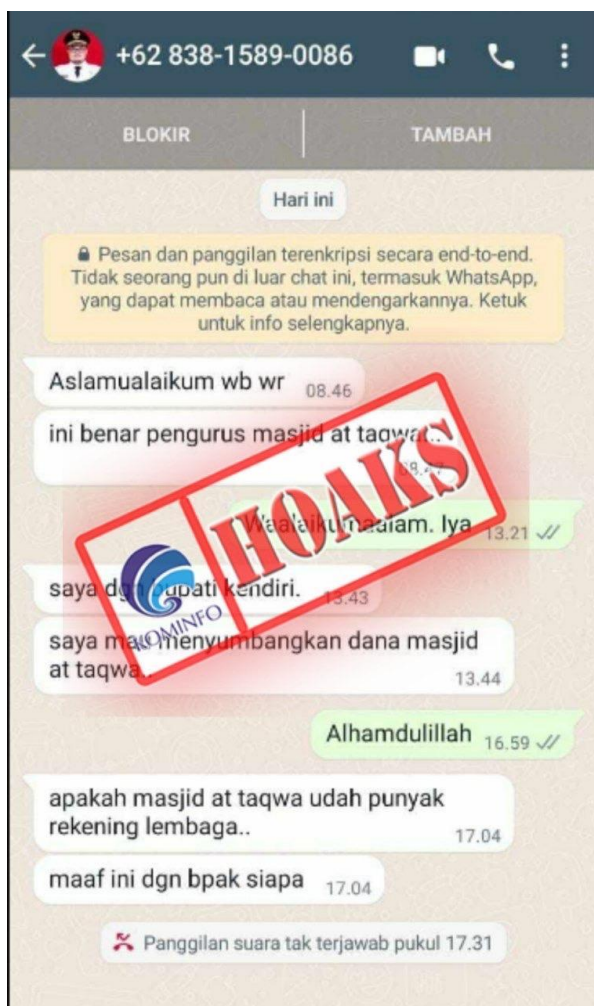 +62 838-1589-0086
BLOKIR
TAMBAH
Hari ini
Pesan dan panggilan terenkripsi secara end-to-end.
Tidak seorang pun di luar chat ini, termasuk WhatsApp,
yang dapat membaca atau mendengarkannya. Ketuk
untuk info selengkapnya.
Aslamualaikum wb wr 08.46
ini benar pengurus masjid at taqwa..
08.47
HOAKS
KOMINFO
Iya 13.21
saya dgn bupati kendiri. 13.43
saya mau menyumbangkan dana masjid
at taqwa..
13.44
Alhamdulillah 16.59
apakah masjid at taqwa udah punyak
rekening lembaga..
17.04
maaf ini dgn bpak siapa 17.04
Panggilan suara tak terjawab pukul 17.31